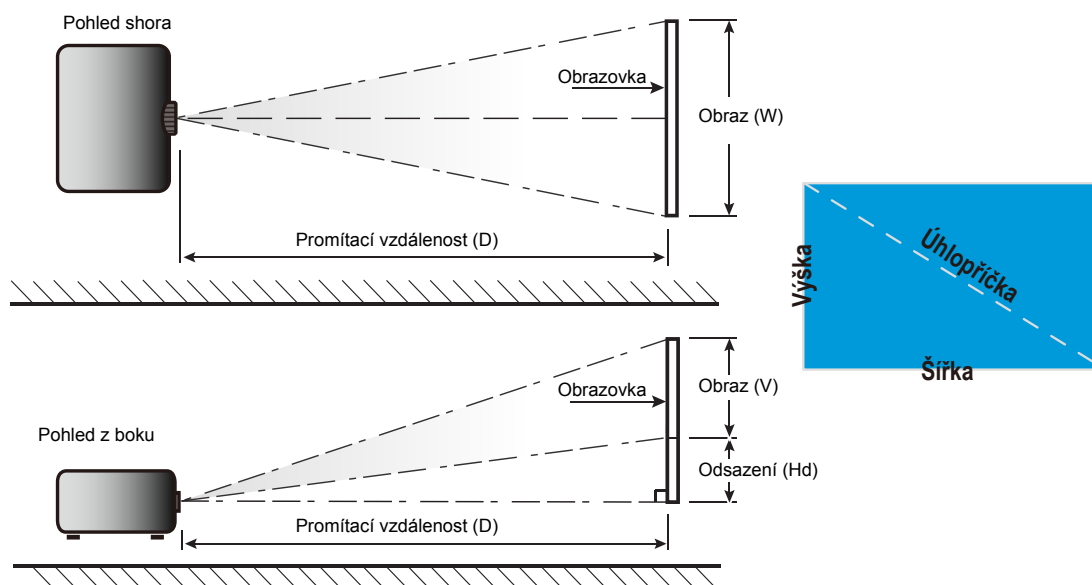 Pohled shora
Obrazovka
Obraz (W)
Promítací vzdálenost (D)
Výška
Úhlopříčka
Šířka
Pohled z boku
Obrazovka
Obraz (V)
Odsazení (Hd)
Promítací vzdálenost (D)